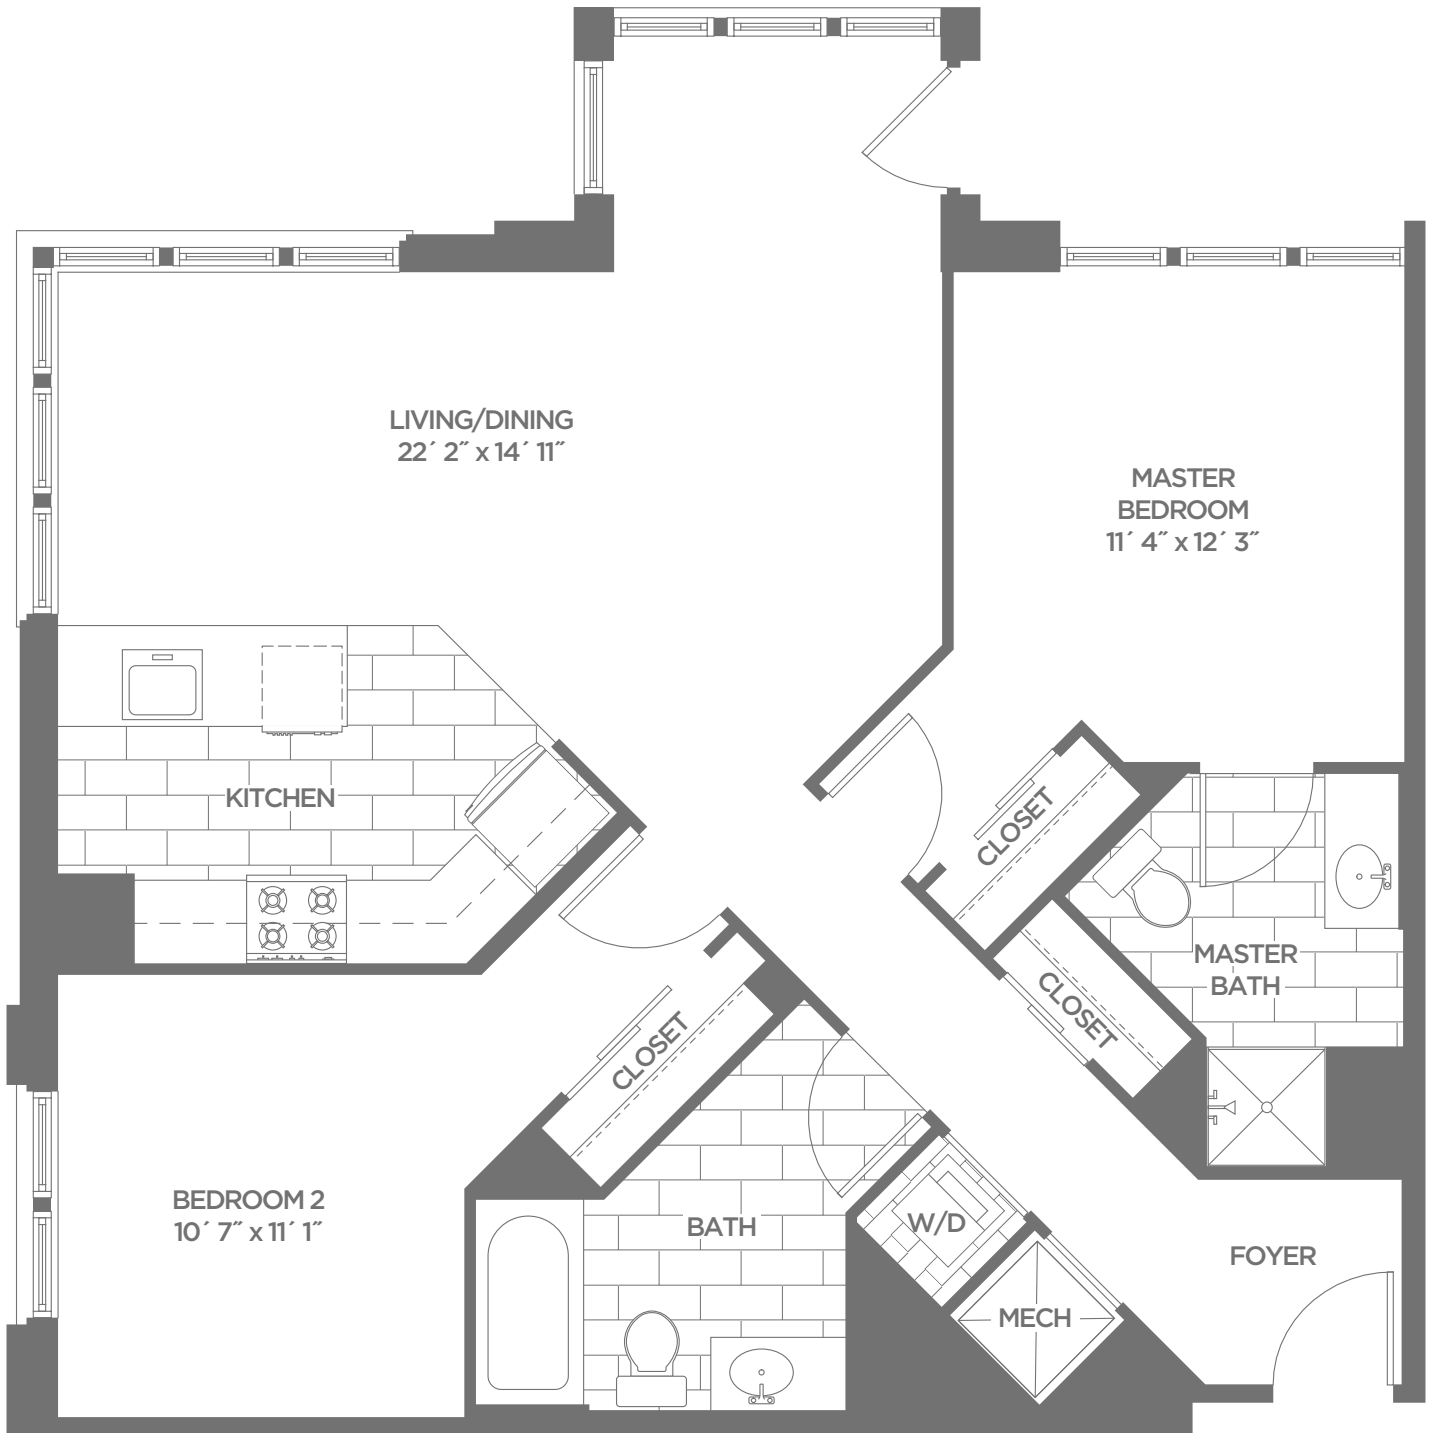 LIVING/DINING
22´ 2˝ x 14´ 11˝
MASTER
BEDROOM
11´ 4˝ x 12´ 3˝
KITCHEN
CLOSET
MASTER
BATH
CLOSET
CLOSET
BEDROOM 2
10´ 7˝ x 11´ 1˝
BATH
W/D
FOYER
MECH